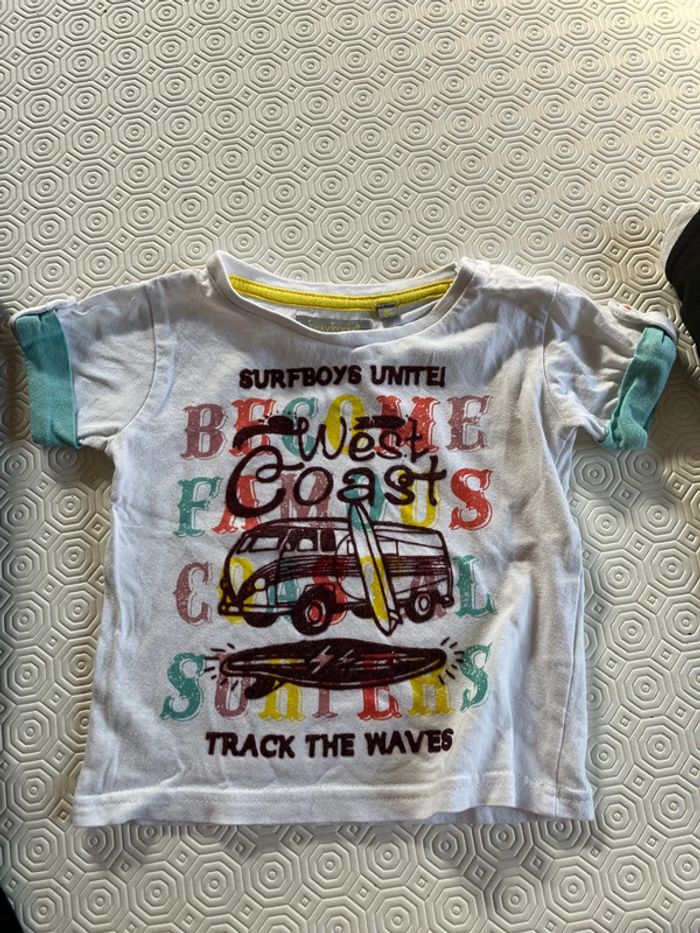 SURFBOYS UNITE!
BECOME
West
Coast
FAMOUS
COASTAL
SURFERS
TRACK THE WAVES